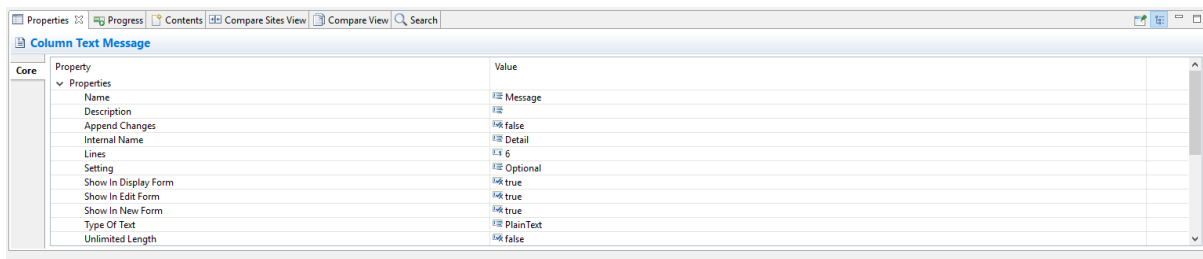 Properties Progress Contents Compare Sites View Compare View Search
Column Text Message
Core
Property Value
Properties
Name Message
Description
Append Changes false
Internal Name Detail
Lines 6
Setting Optional
Show In Display Form true
Show In Edit Form true
Show In New Form true
Type Of Text PlainText
Unlimited Length false